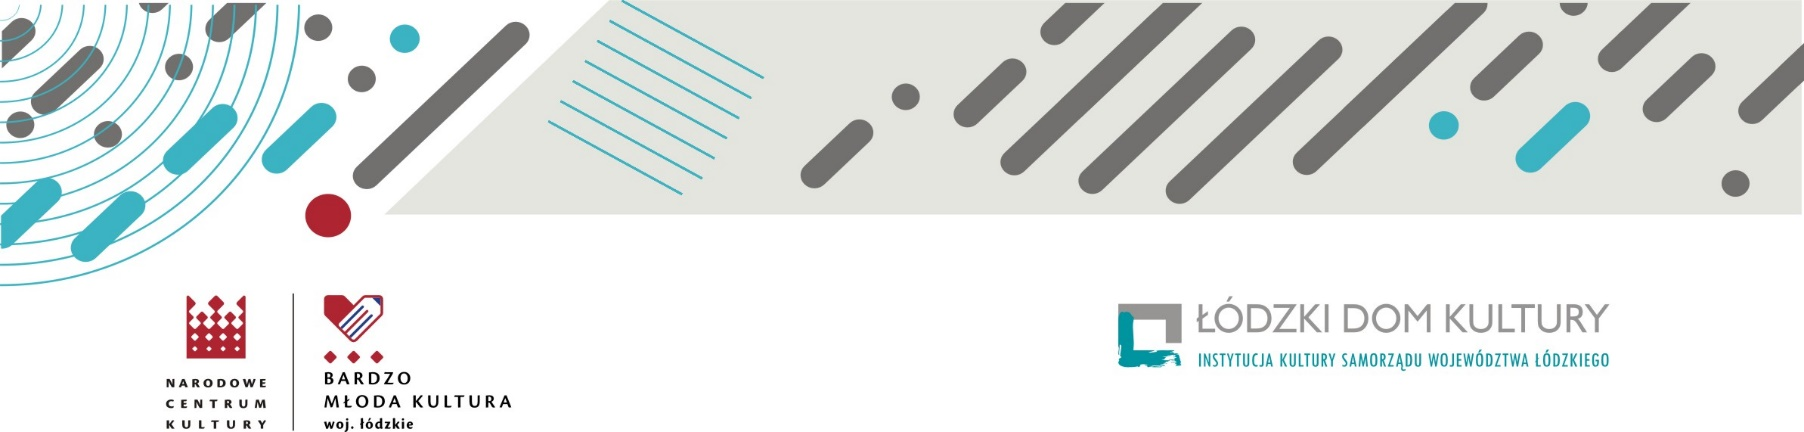 NARODOWE
CENTRUM
KULTURY
BARDZO
MŁODA KULTURA
woj. łódzkie
ŁÓDZKI DOM KULTURY
INSTYTUCJA KULTURY SAMORZĄDU WOJEWÓDZTWA ŁÓDZKIEGO